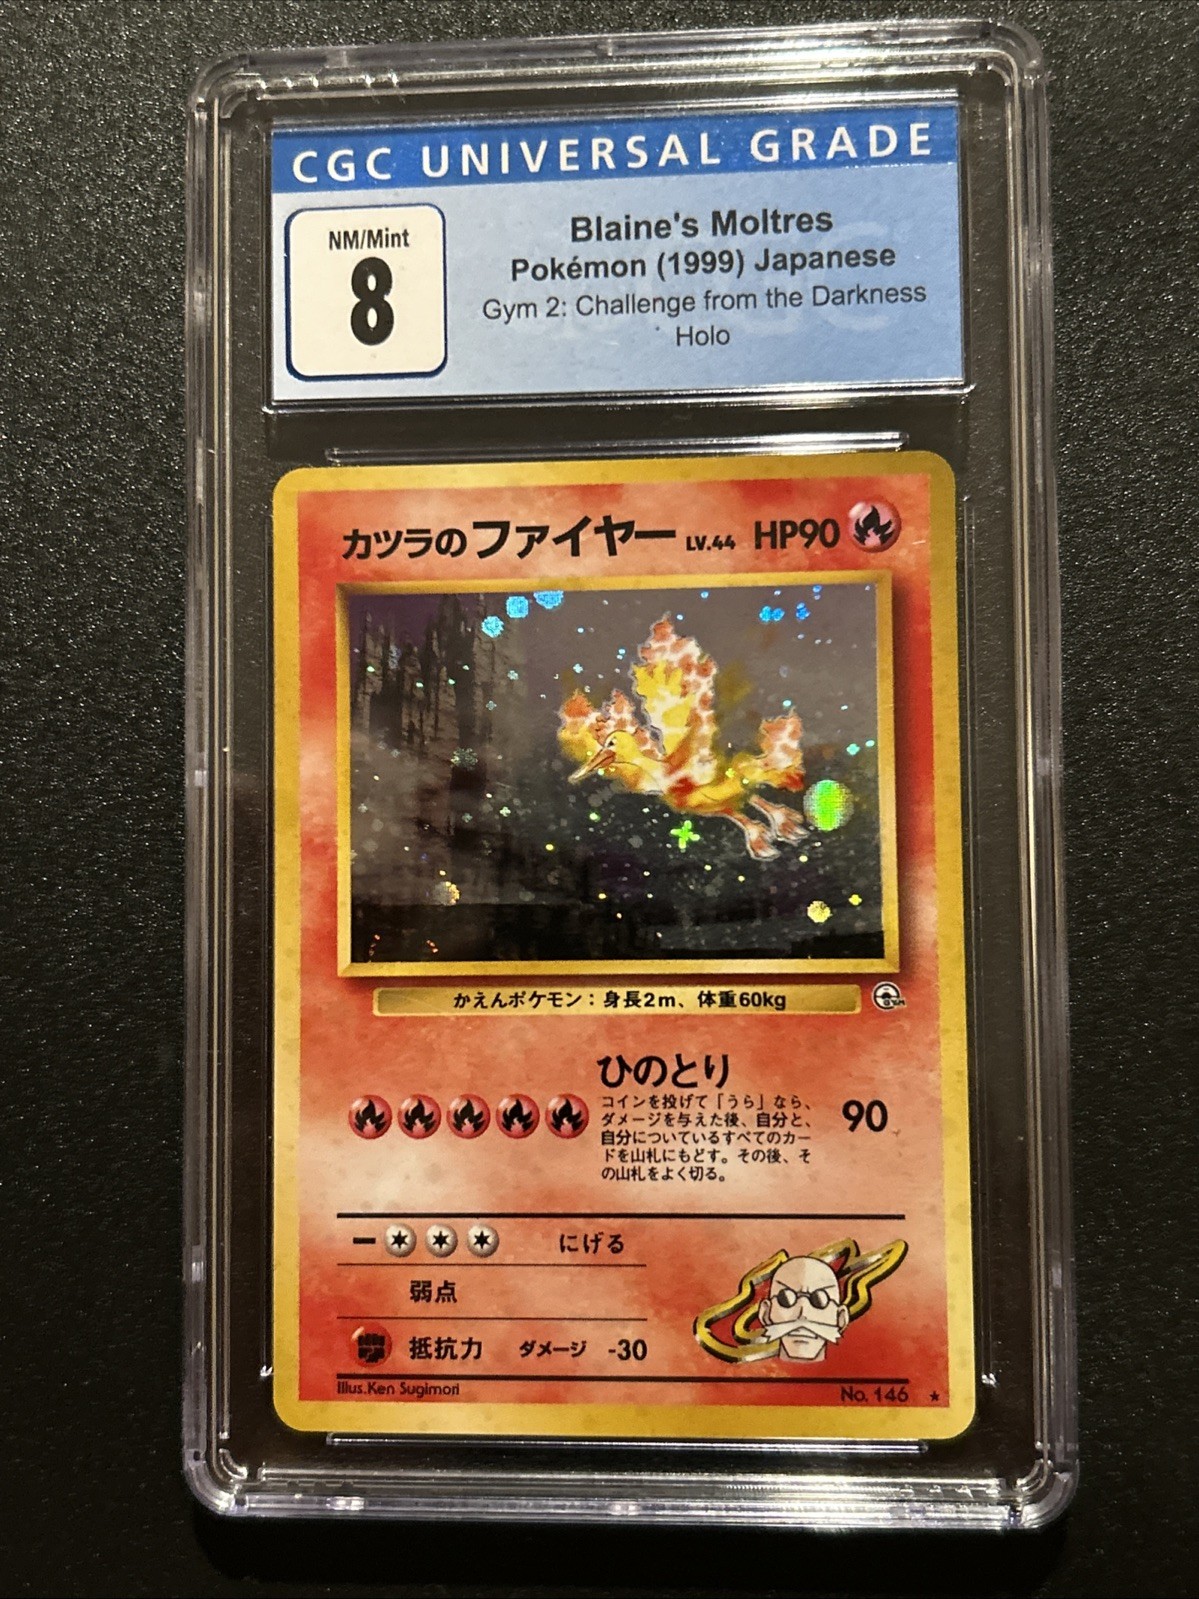 CGC UNIVERSAL GRADE
NM/Mint
8
Blaine's Moltres
Pokémon (1999) Japanese
Gym 2: Challenge from the Darkness
Holo
カツラのファイヤー LV.44 HP90
かえんポケモン：身長2m、体重60kg
GYM
ひのとり
コインを投げて「うら」なら、
ダメージを与えた後、自分と、
自分についているすべてのカー
ドを山札にもどす。その後、そ
の山札をよく切る。
90
にげる
弱点
抵抗力 ダメージ -30
Illus.Ken Sugimori
No. 146 ★